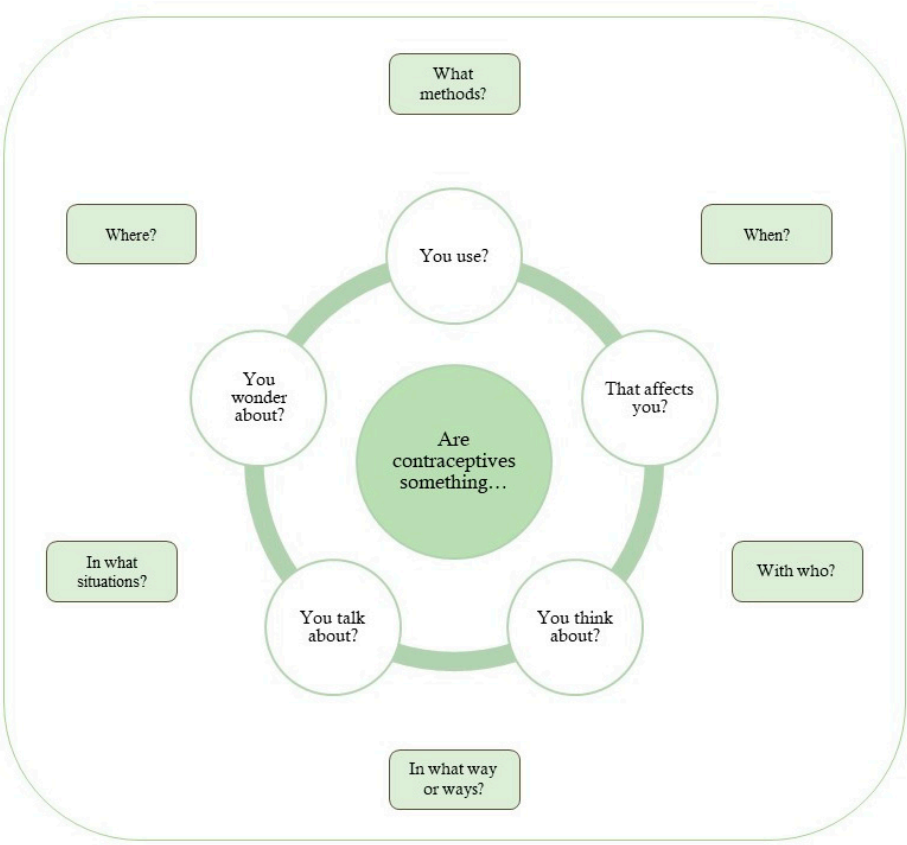 What
methods?
Where?
When?
You use?
You
wonder
about?
That affects
you?
Are
contraceptives
something…
In what
situations?
With who?
You talk
about?
You think
about?
In what way
or ways?